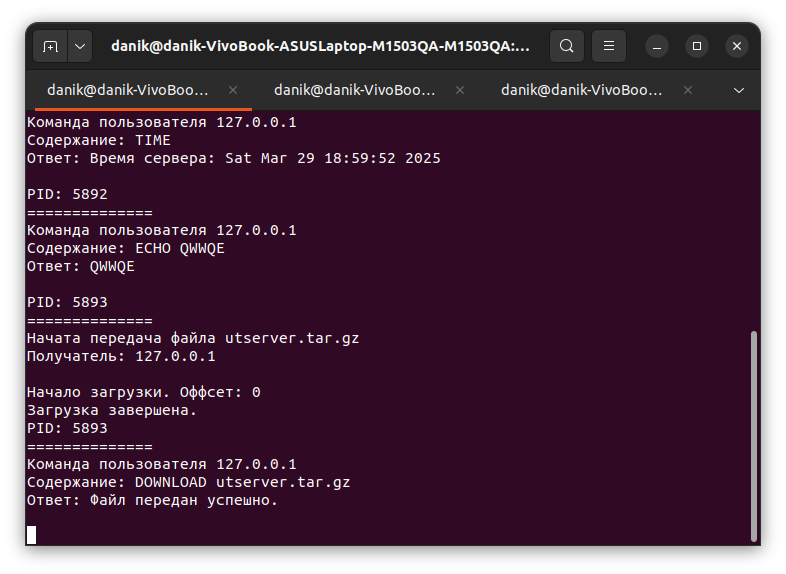 danik@danik-VivoBook-ASUSLaptop-M1503QA-M1503QA:...
danik@danik-VivoBoo... danik@danik-VivoBoo... danik@danik-VivoBoo...
Команда пользователя 127.0.0.1
Содержание: TIME
Ответ: Время сервера: Sat Mar 29 18:59:52 2025
PID: 5892
==============
Команда пользователя 127.0.0.1
Содержание: ECHO QWWQE
Ответ: QWWQE
PID: 5893
==============
Начата передача файла utserver.tar.gz
Получатель: 127.0.0.1
Начало загрузки. Оффсет: 0
Загрузка завершена.
PID: 5893
==============
Команда пользователя 127.0.0.1
Содержание: DOWNLOAD utserver.tar.gz
Ответ: Файл передан успешно.